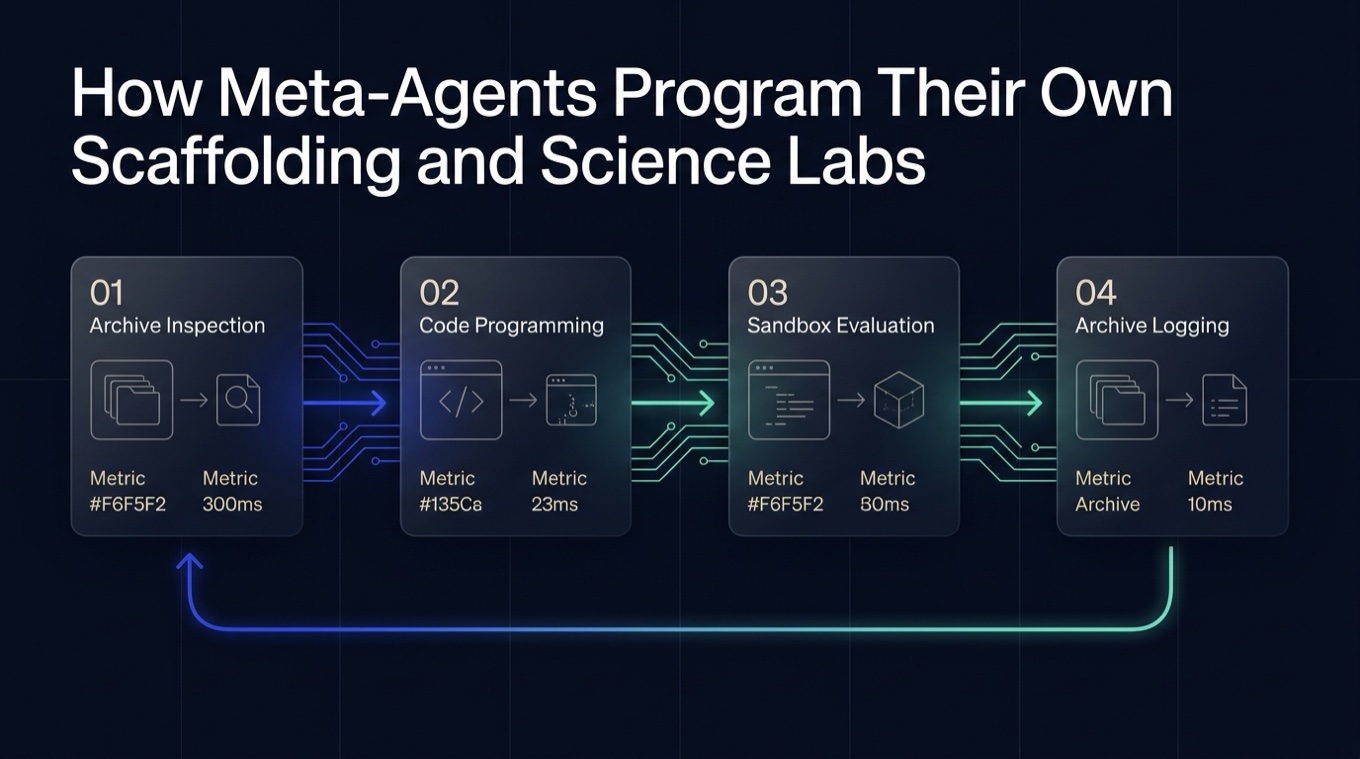 How Meta-Agents Program Their Own
Scaffolding and Science Labs
01
Archive Inspection
Metric
#F6F5F2
Metric
300ms
02
Code Programming
</>
Metric
#135Ca
Metric
23ms
03
Sandbox Evaluation
Metric
#F6F5F2
Metric
80ms
04
Archive Logging
Metric
Archive
Metric
10ms